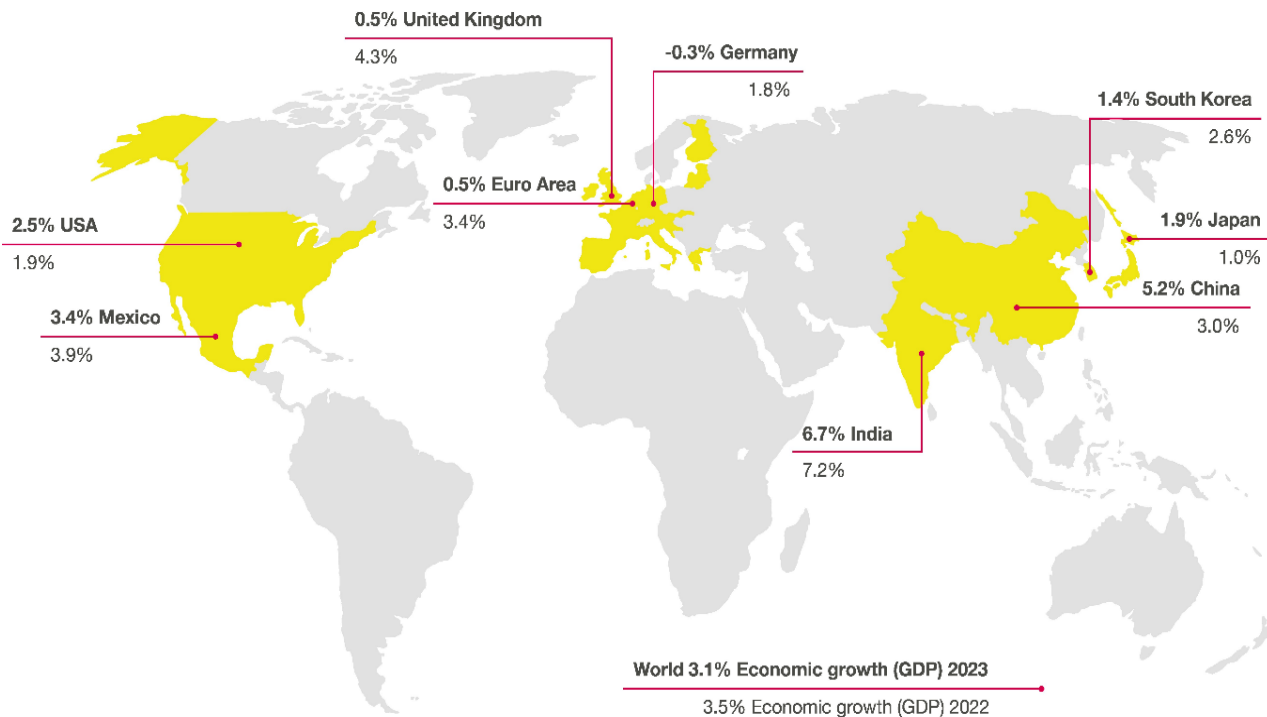 0.5% United Kingdom
4.3%
-0.3% Germany
1.8%
1.4% South Korea
2.6%
0.5% Euro Area
3.4%
2.5% USA
1.9%
1.9% Japan
1.0%
5.2% China
3.0%
3.4% Mexico
3.9%
6.7% India
7.2%
World 3.1% Economic growth (GDP) 2023
3.5% Economic growth (GDP) 2022